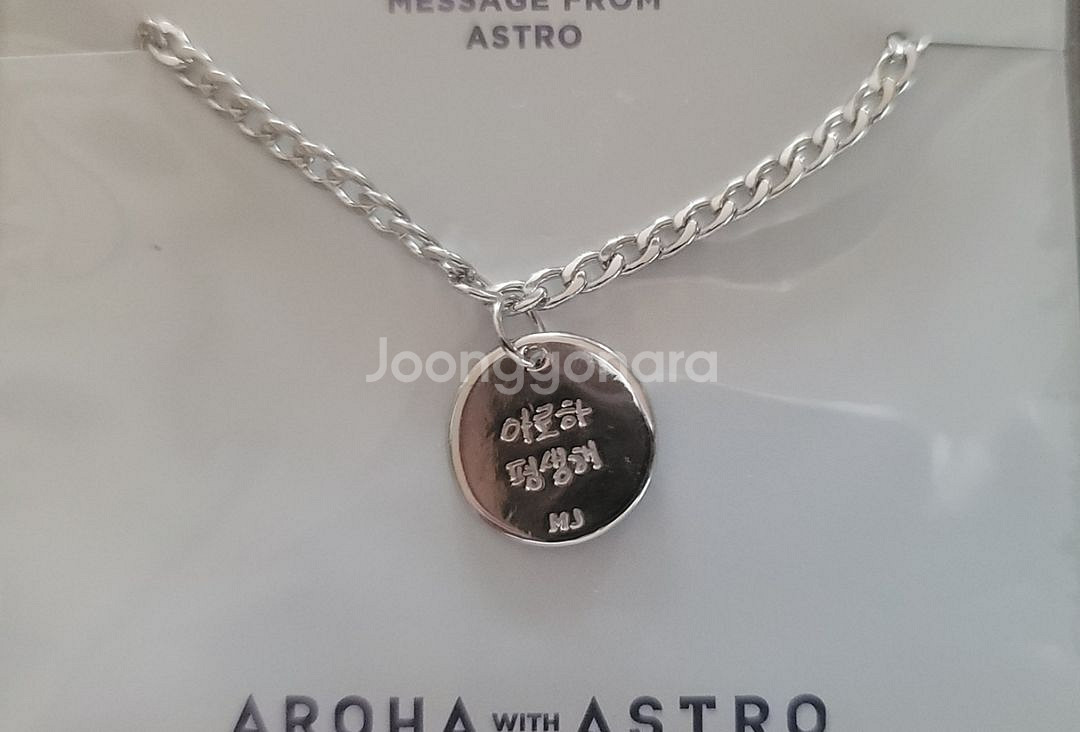 MESSAGE FROM
ASTRO
Joonggonara
아로하
평생해
MJ
AROHA WITH ASTRO